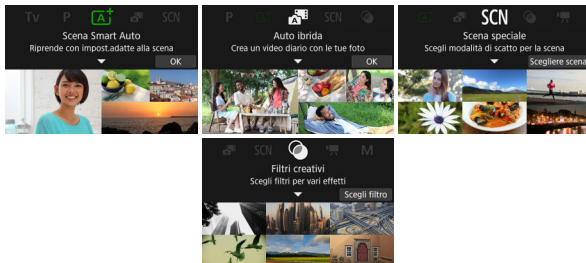 Tv P A+ SCN
Scena Smart Auto
Riprende con impost.adatte alla scena
OK
P A+
Auto ibrida
Crea un video diario con le tue foto
OK
A+ SCN
Scena speciale
Scegli modalità di scatto per la scena
Scegliere scena
SCN M
Filtri creativi
Scegli filtri per vari effetti
Scegli filtro